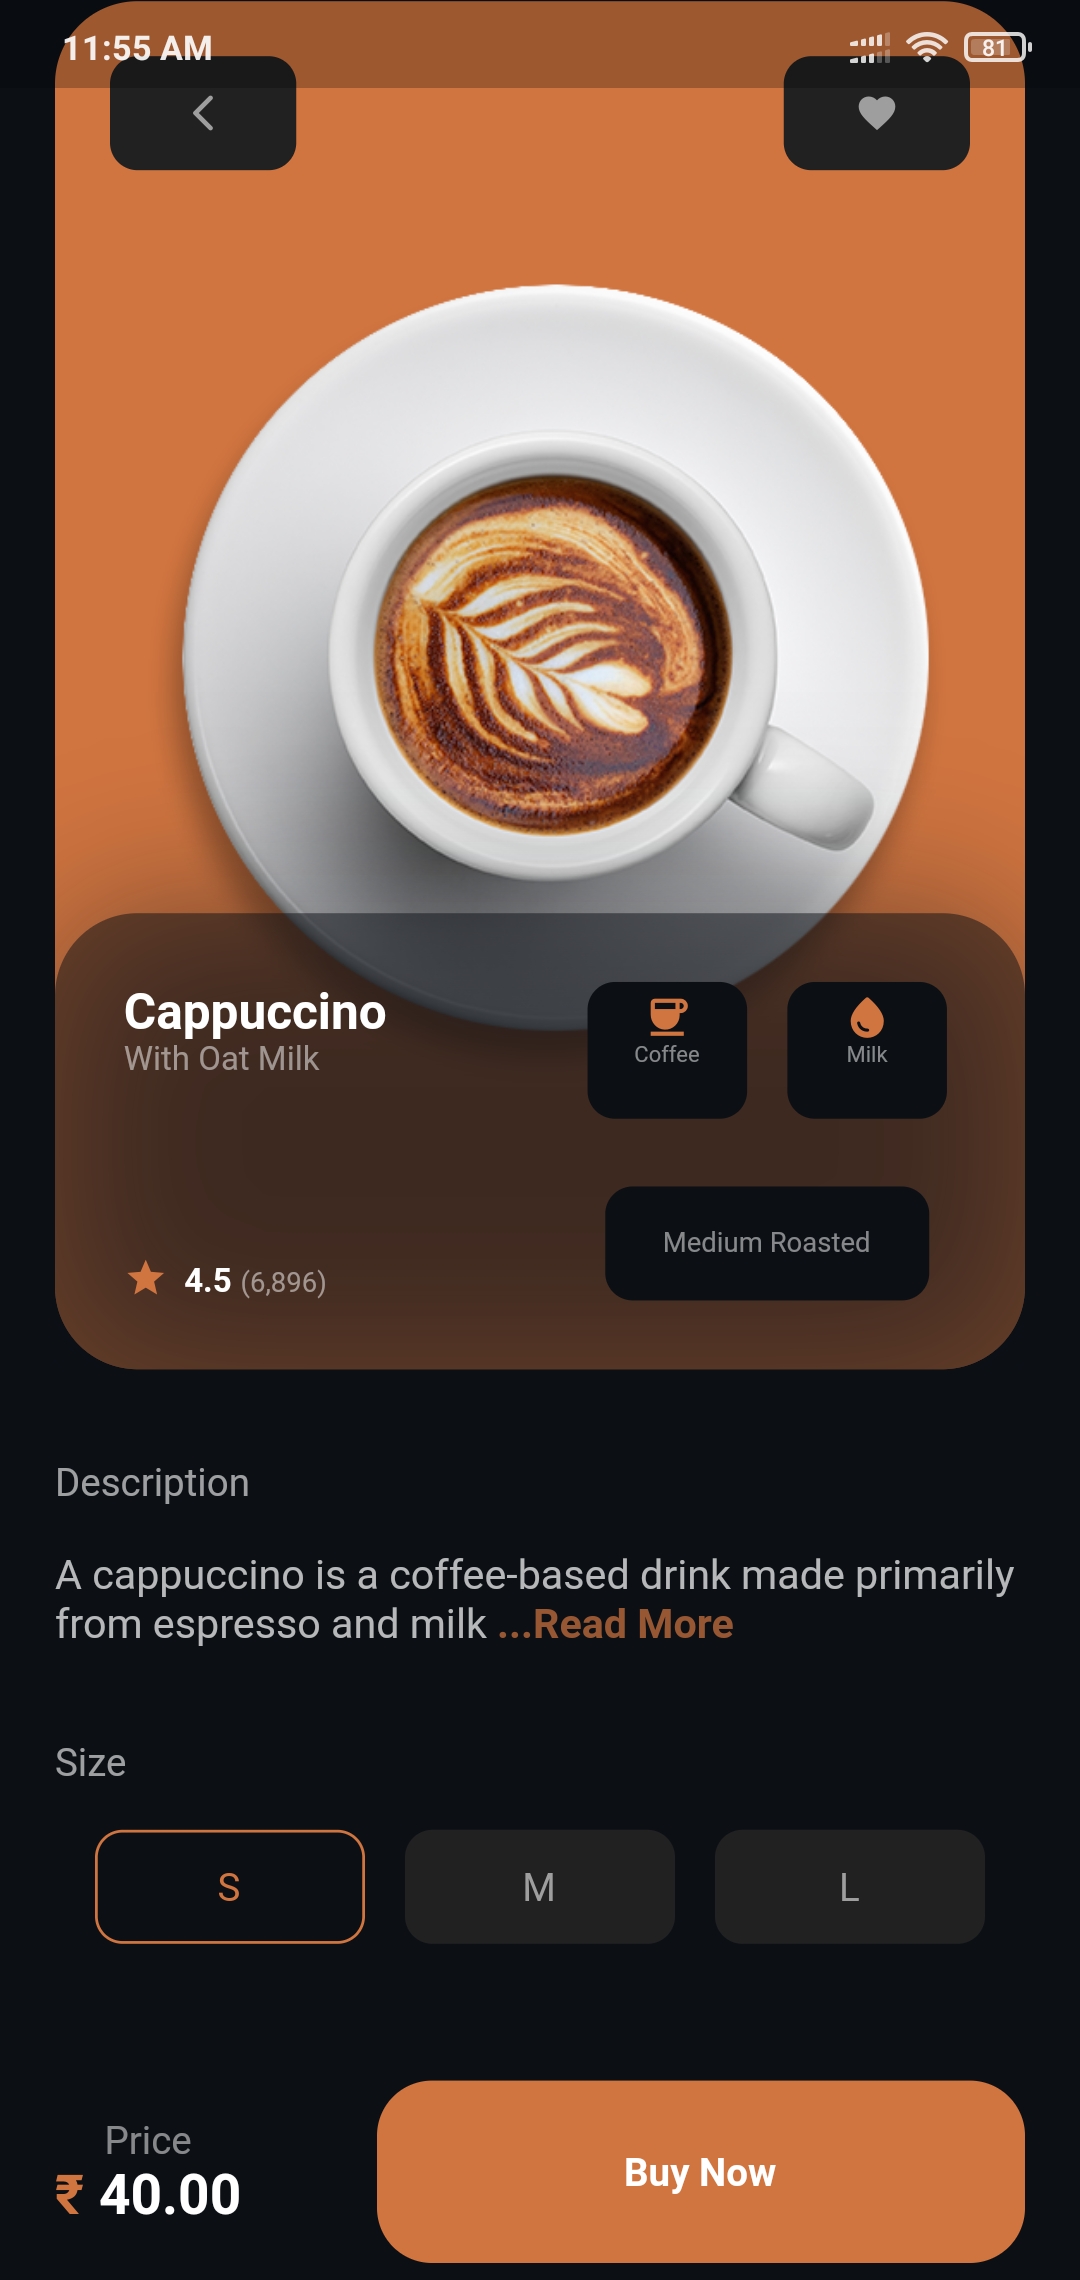 11:55 AM
81
Cappuccino
With Oat Milk
Coffee
Milk
4.5 (6,896)
Medium Roasted
Description
A cappuccino is a coffee-based drink made primarily
from espresso and milk ...Read More
Size
S
M
L
Price
₹ 40.00
Buy Now